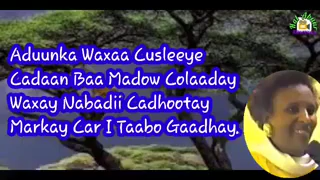 Aduunka Waxaa Cusleeye
Cadaan Baa Madow Colaaday
Waxay Nabadii Cadhootay
Markay Car I Taabo Gaadhay.